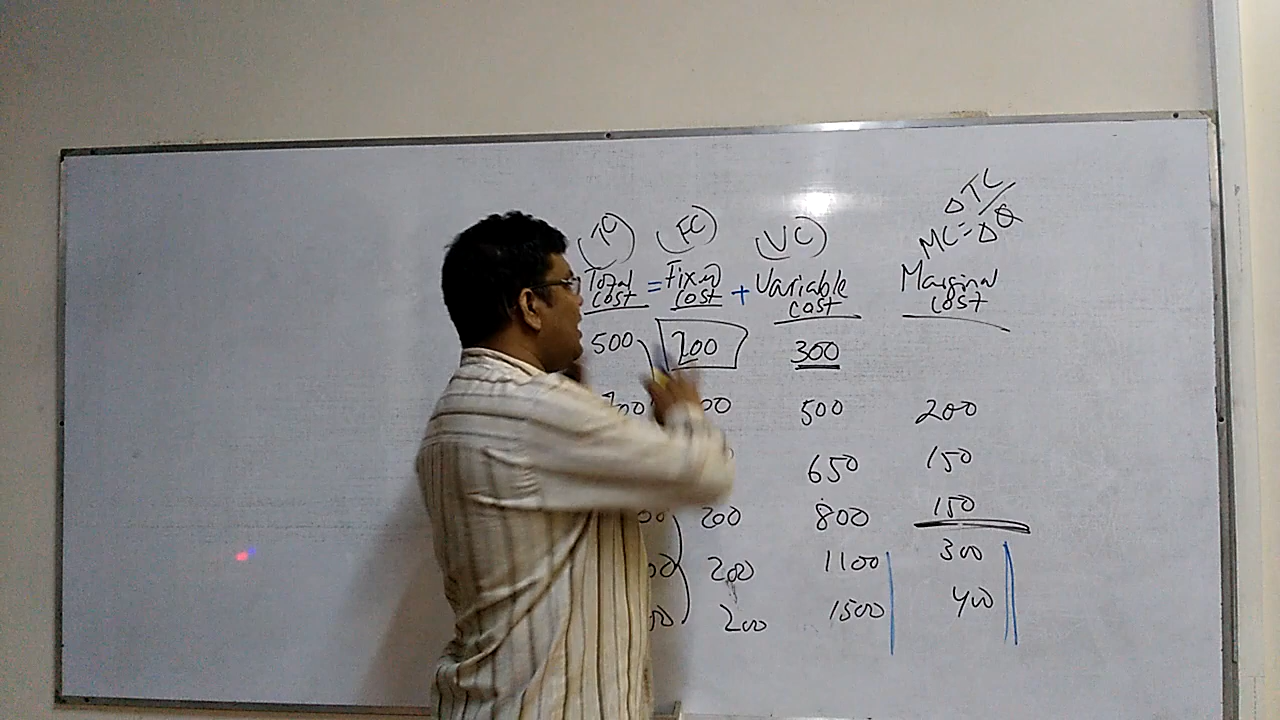 ΔTC/
MC=ΔQ
(TC) (FC) (VC)
Total Cost = Fixed Cost + Variable cost Marginal cost
500 200 300
500 200
650 150
200 800 150
200 1100 300
200 1500 400